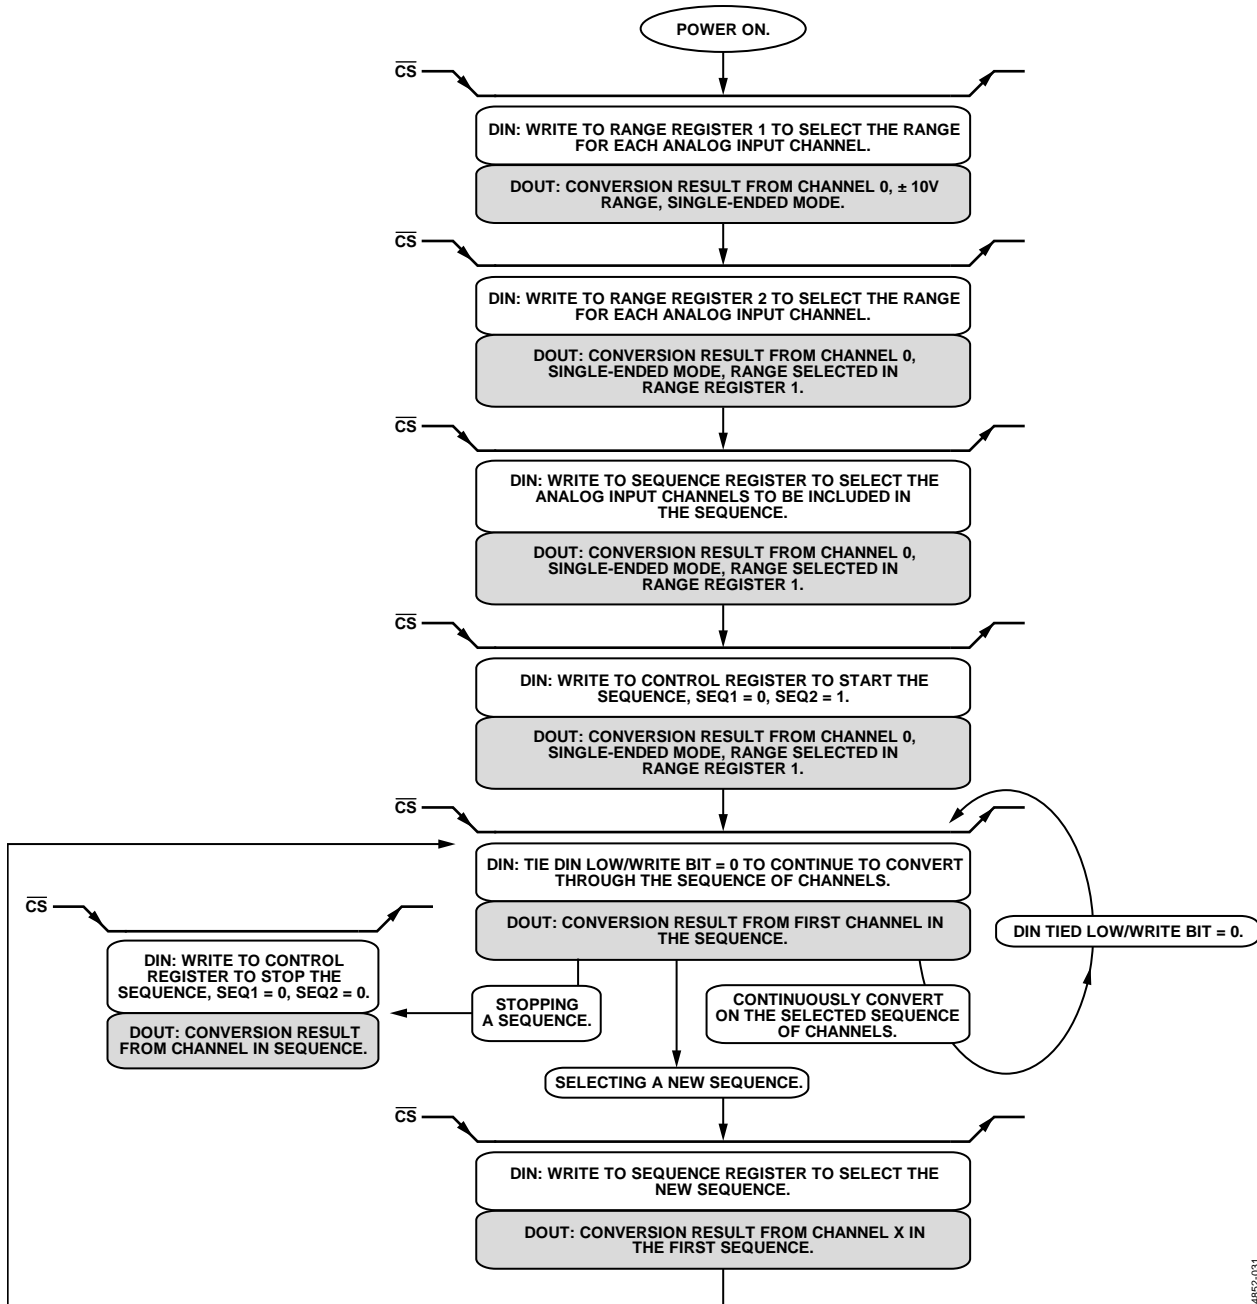 POWER ON.
CS
DIN: WRITE TO RANGE REGISTER 1 TO SELECT THE RANGE
FOR EACH ANALOG INPUT CHANNEL.
DOUT: CONVERSION RESULT FROM CHANNEL 0, ± 10V
RANGE, SINGLE-ENDED MODE.
CS
DIN: WRITE TO RANGE REGISTER 2 TO SELECT THE RANGE
FOR EACH ANALOG INPUT CHANNEL.
DOUT: CONVERSION RESULT FROM CHANNEL 0,
SINGLE-ENDED MODE, RANGE SELECTED IN
RANGE REGISTER 1.
CS
DIN: WRITE TO SEQUENCE REGISTER TO SELECT THE
ANALOG INPUT CHANNELS TO BE INCLUDED IN
THE SEQUENCE.
DOUT: CONVERSION RESULT FROM CHANNEL 0,
SINGLE-ENDED MODE, RANGE SELECTED IN
RANGE REGISTER 1.
CS
DIN: WRITE TO CONTROL REGISTER TO START THE
SEQUENCE, SEQ1 = 0, SEQ2 = 1.
DOUT: CONVERSION RESULT FROM CHANNEL 0,
SINGLE-ENDED MODE, RANGE SELECTED IN
RANGE REGISTER 1.
CS
DIN: TIE DIN LOW/WRITE BIT = 0 TO CONTINUE TO CONVERT
THROUGH THE SEQUENCE OF CHANNELS.
DOUT: CONVERSION RESULT FROM FIRST CHANNEL IN
THE SEQUENCE.
DIN TIED LOW/WRITE BIT = 0.
CS
DIN: WRITE TO CONTROL
REGISTER TO STOP THE
SEQUENCE, SEQ1 = 0, SEQ2 = 0.
DOUT: CONVERSION RESULT
FROM CHANNEL IN SEQUENCE.
STOPPING
A SEQUENCE.
CONTINUOUSLY CONVERT
ON THE SELECTED SEQUENCE
OF CHANNELS.
SELECTING A NEW SEQUENCE.
CS
DIN: WRITE TO SEQUENCE REGISTER TO SELECT THE
NEW SEQUENCE.
DOUT: CONVERSION RESULT FROM CHANNEL X IN
THE FIRST SEQUENCE.